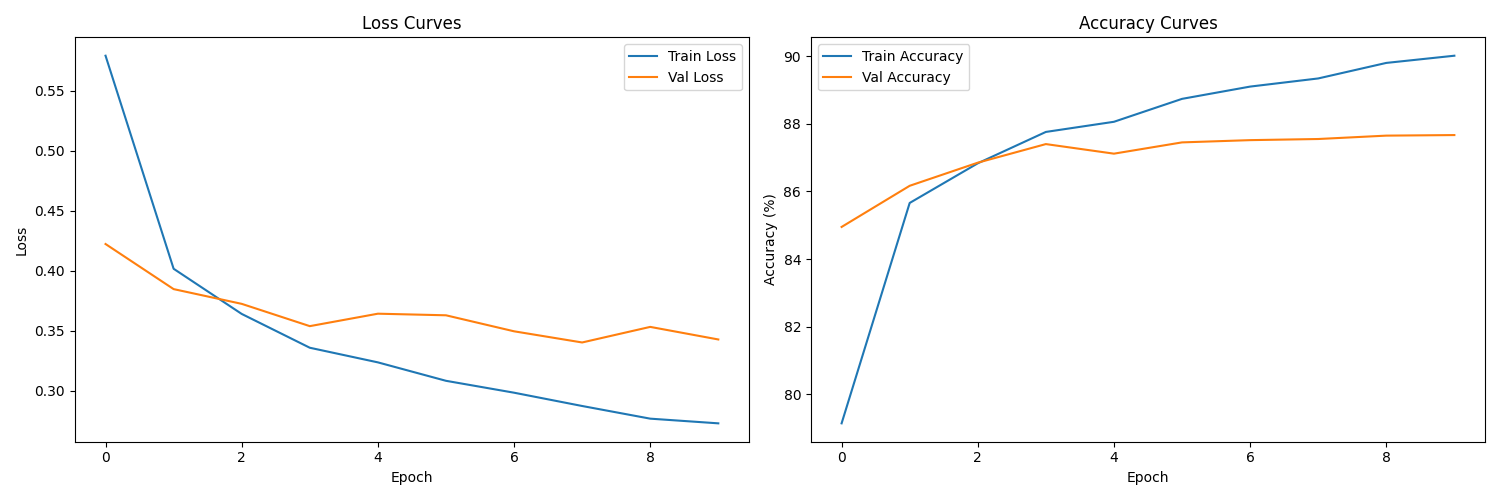 Loss Curves
Train Loss
Val Loss
0.55
0.50
0.45
0.40
0.35
0.30
Loss
0 2 4 6 8
Epoch
Accuracy Curves
Train Accuracy
Val Accuracy
90
88
86
84
82
80
Accuracy (%)
0 2 4 6 8
Epoch